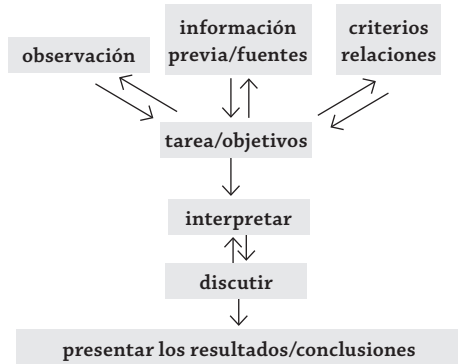 observación
información
previa/fuentes
criterios
relaciones
tarea/objetivos
interpretar
discutir
presentar los resultados/conclusiones